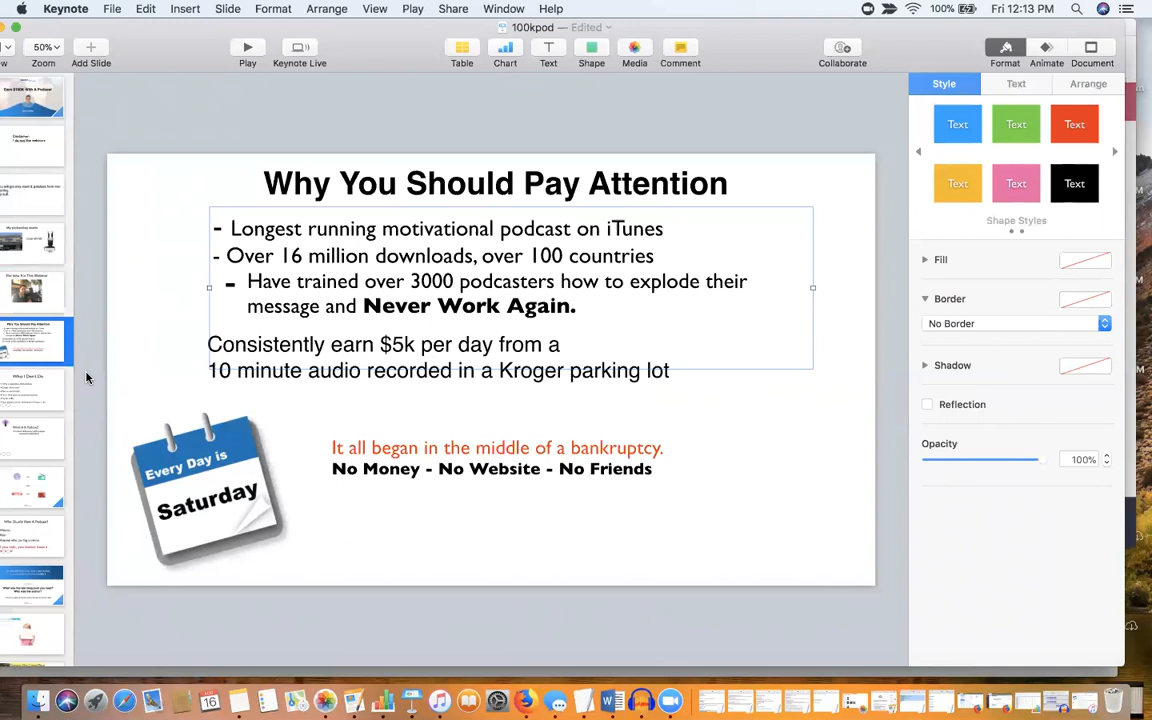 Keynote File Edit Insert Slide Format Arrange View Play Share Window Help 100% Fri 12:13 PM
100kpod — Edited
50%
Zoom Add Slide Play Keynote Live Table Chart Text Shape Media Comment Collaborate Format Animate Document
Style Text Arrange
Text Text Text
Text Text Text
Shape Styles
Fill
Border
No Border
Shadow
Reflection
Opacity
100%
Why You Should Pay Attention
- Longest running motivational podcast on iTunes
- Over 16 million downloads, over 100 countries
- Have trained over 3000 podcasters how to explode their
message and Never Work Again.
Consistently earn $5k per day from a
10 minute audio recorded in a Kroger parking lot
Every Day is
Saturday
It all began in the middle of a bankruptcy.
No Money - No Website - No Friends
16